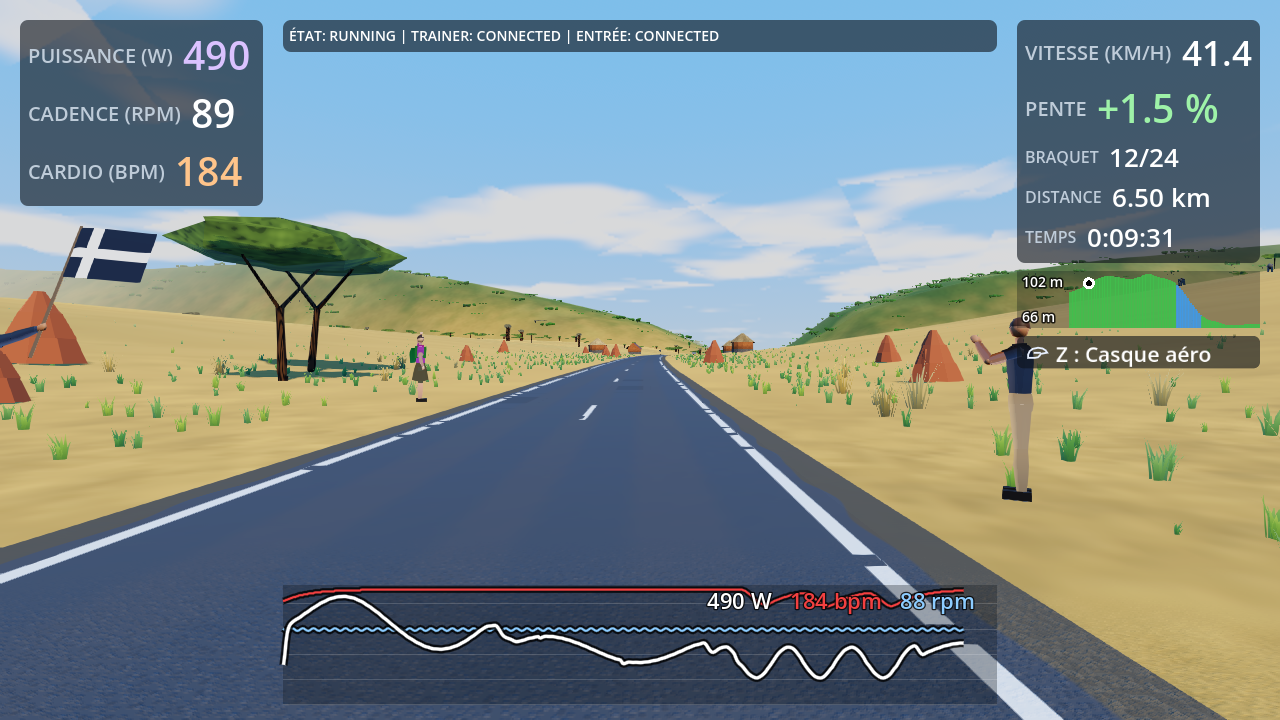 PUISSANCE (W) 490
CADENCE (RPM) 89
CARDIO (BPM) 184
ÉTAT: RUNNING | TRAINER: CONNECTED | ENTRÉE: CONNECTED
VITESSE (KM/H) 41.4
PENTE +1.5 %
BRAQUET 12/24
DISTANCE 6.50 km
TEMPS 0:09:31
102 m
66 m
Z : Casque aéro
490 W 184 bpm 88 rpm